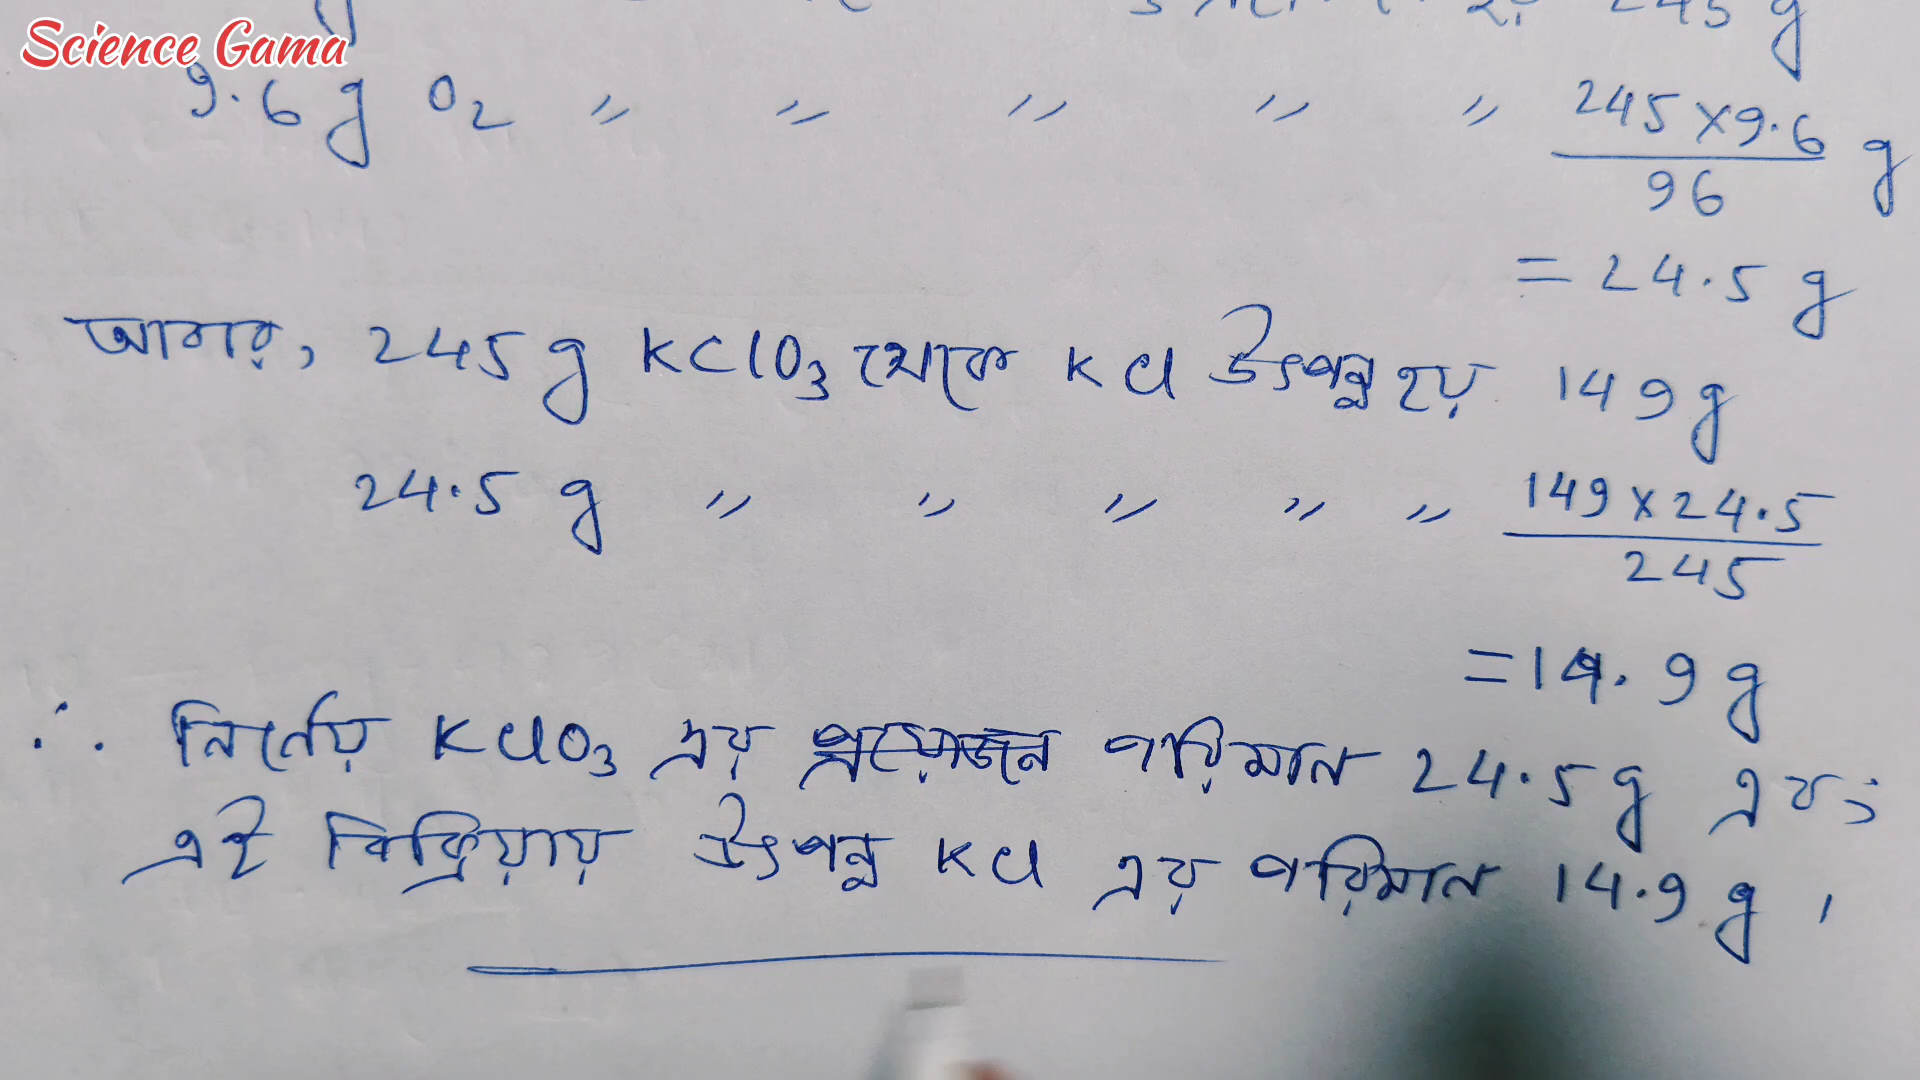 Science Gama
245 g
9.6 g O2 " " " " " 245 x 9.6 / 96 g
= 24.5 g
আবার, 245 g KClO3 থেকে KCl উৎপন্ন হয় 149 g
24.5 g " " " " " 149 x 24.5 / 245
= 14.9 g
∴ নির্ণেয় KClO3 এর প্রয়োজন পরিমান 24.5 g এবং
এই বিক্রিয়ায় উৎপন্ন KCl এর পরিমান 14.9 g ।